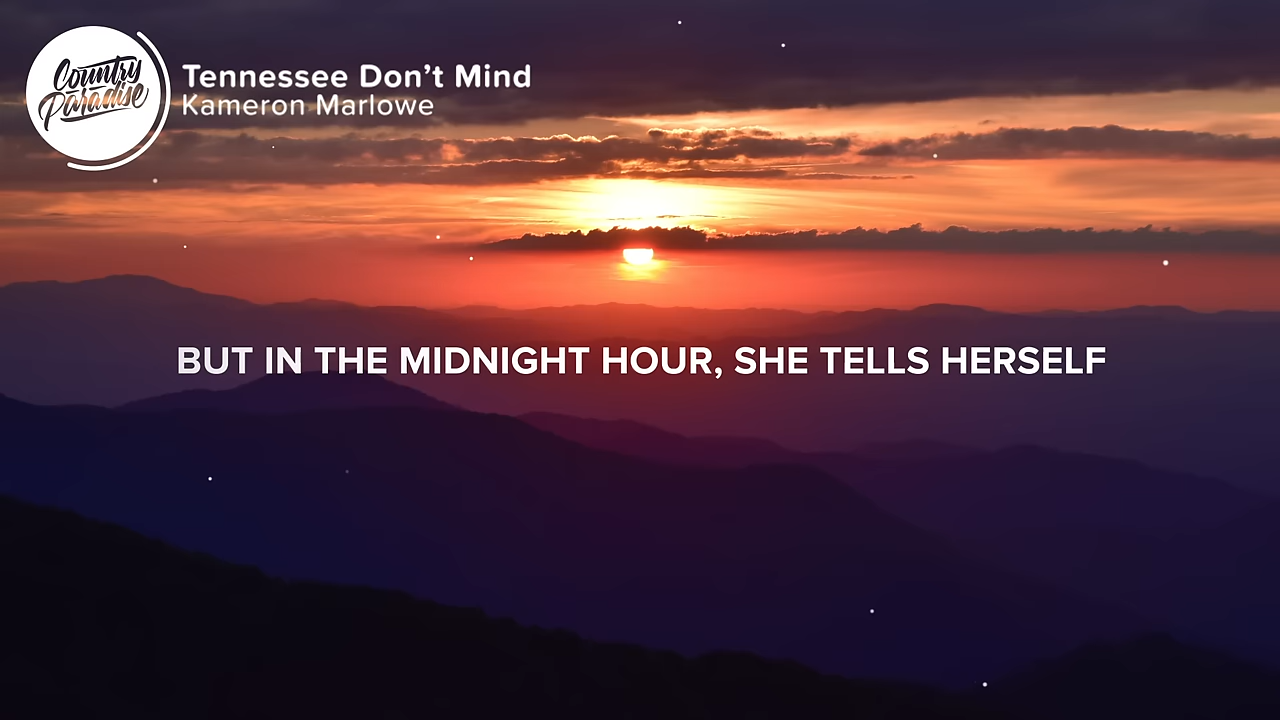 Country
Paradise
Tennessee Don’t Mind
Kameron Marlowe
BUT IN THE MIDNIGHT HOUR, SHE TELLS HERSELF